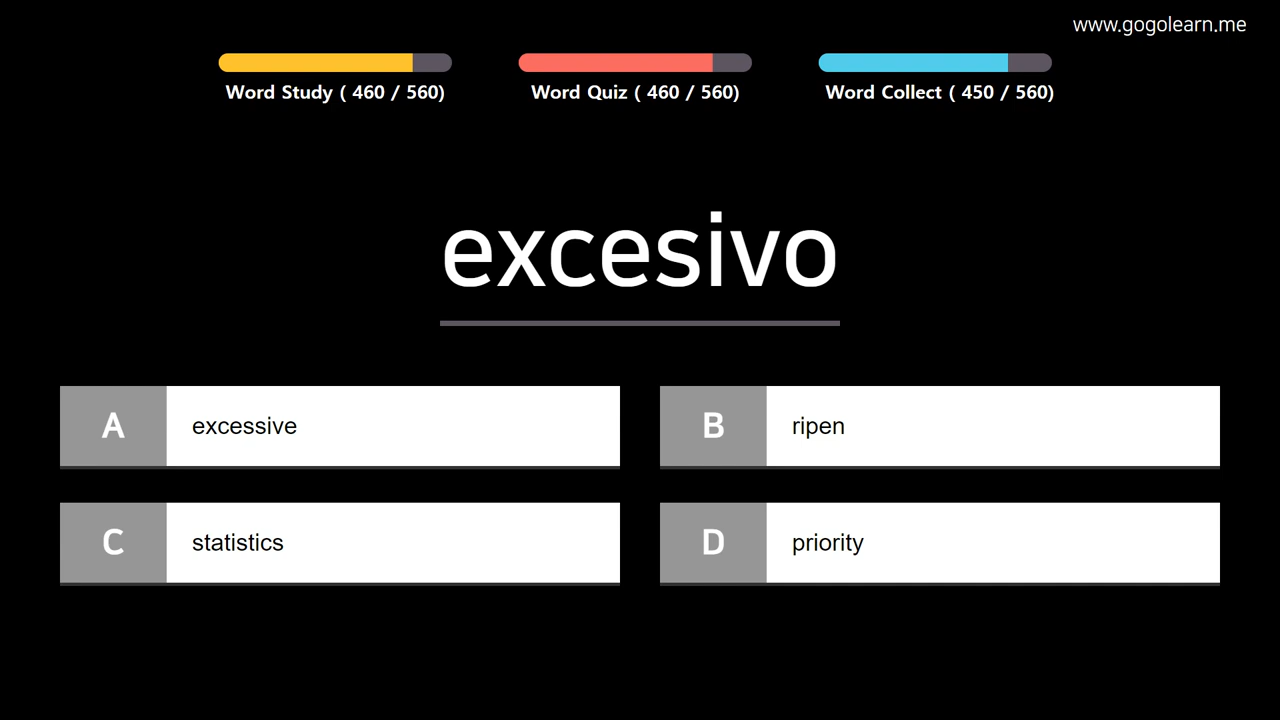 www.gogolearn.me
Word Study ( 460 / 560)
Word Quiz ( 460 / 560)
Word Collect ( 450 / 560)
excesivo
A excessive
B ripen
C statistics
D priority